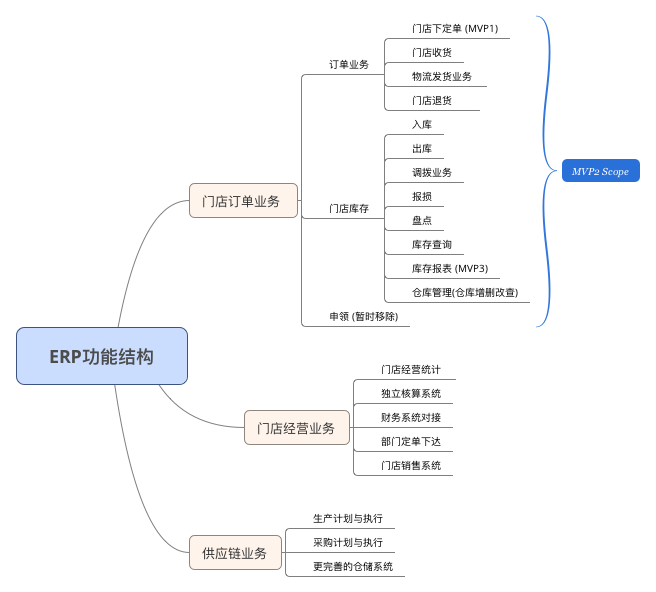 ERP功能结构
门店订单业务
订单业务
门店下定单 (MVP1)
门店收货
物流发货业务
门店退货
门店库存
入库
出库
调拨业务
报损
盘点
库存查询
库存报表 (MVP3)
仓库管理(仓库增删改查)
申领 (暂时移除)
MVP2 Scope
门店经营业务
门店经营统计
独立核算系统
财务系统对接
部门定单下达
门店销售系统
供应链业务
生产计划与执行
采购计划与执行
更完善的仓储系统